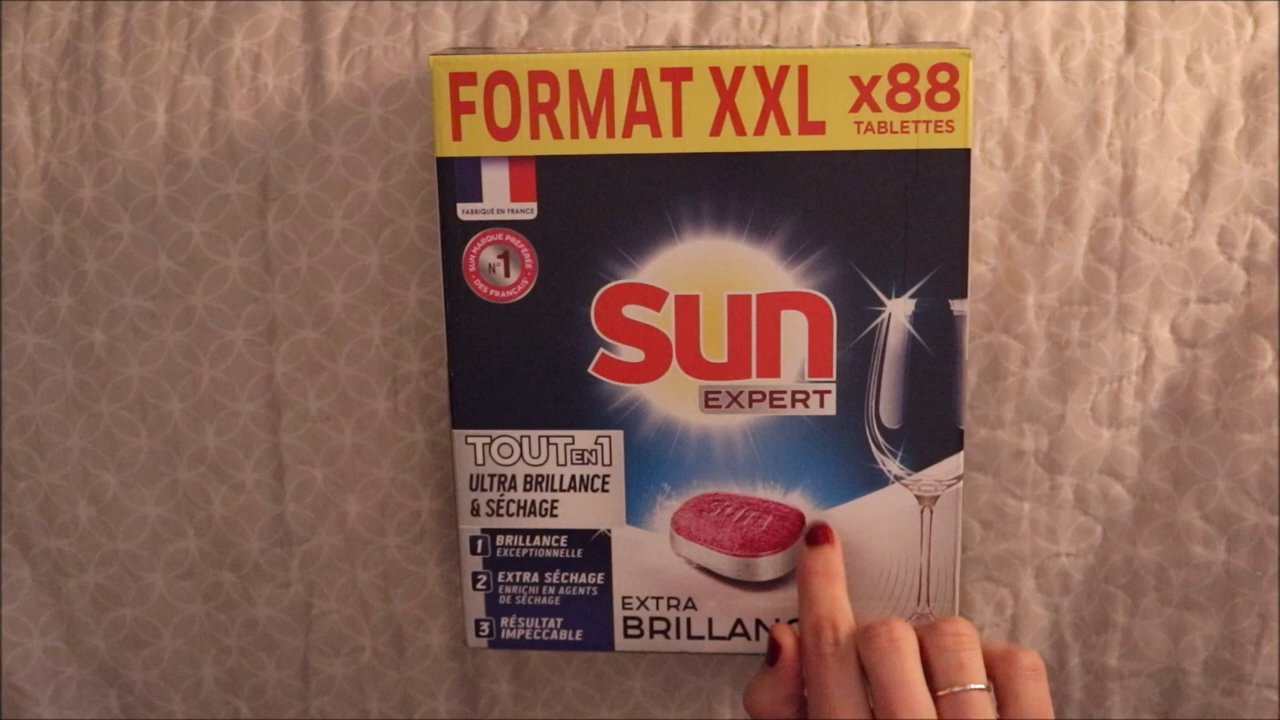 FORMAT XXL x88
TABLETTES
FABRIQUÉ EN FRANCE
SUN MARQUE PRÉFÉRÉE
N°1
DES FRANÇAIS*
Sun
EXPERT
TOUT EN 1
ULTRA BRILLANCE
& SÉCHAGE
1 BRILLANCE
EXCEPTIONNELLE
2 EXTRA SÉCHAGE
ENRICHI EN AGENTS
DE SÉCHAGE
3 RÉSULTAT
IMPECCABLE
sun
EXTRA